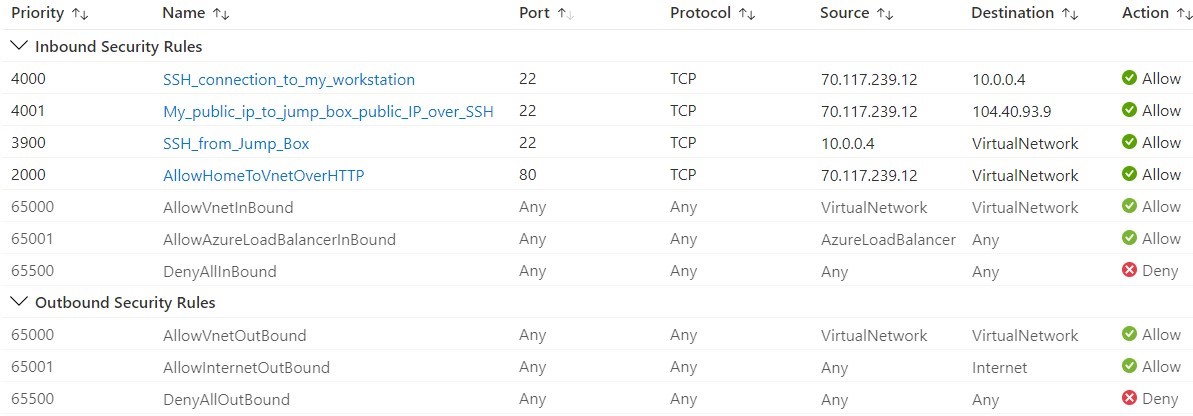 Priority Name Port Protocol Source Destination Action
Inbound Security Rules
4000 SSH_connection_to_my_workstation 22 TCP 70.117.239.12 10.0.0.4 Allow
4001 My_public_ip_to_jump_box_public_IP_over_SSH 22 TCP 70.117.239.12 104.40.93.9 Allow
3900 SSH_from_Jump_Box 22 TCP 10.0.0.4 VirtualNetwork Allow
2000 AllowHomeToVnetOverHTTP 80 TCP 70.117.239.12 VirtualNetwork Allow
65000 AllowVnetInBound Any Any VirtualNetwork VirtualNetwork Allow
65001 AllowAzureLoadBalancerInBound Any Any AzureLoadBalancer Any Allow
65500 DenyAllInBound Any Any Any Any Deny
Outbound Security Rules
65000 AllowVnetOutBound Any Any VirtualNetwork VirtualNetwork Allow
65001 AllowInternetOutBound Any Any Any Internet Allow
65500 DenyAllOutBound Any Any Any Any Deny